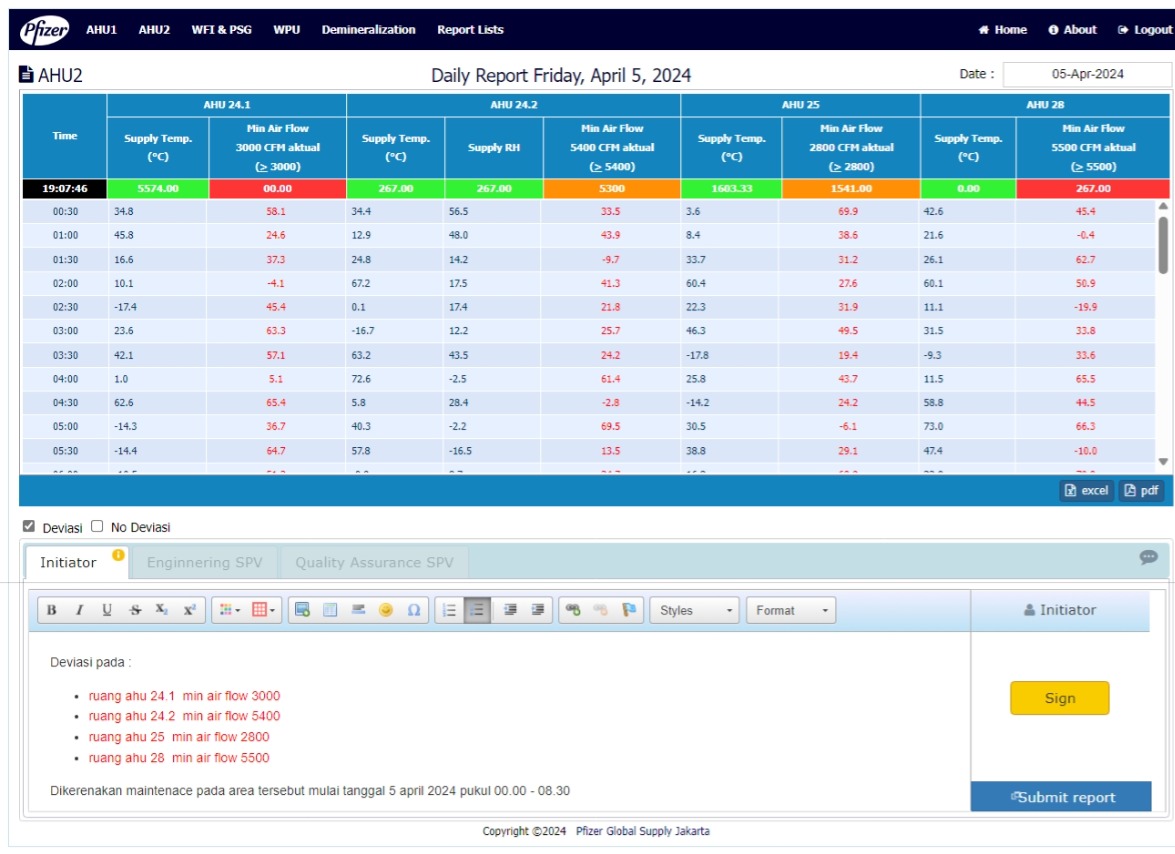 Pfizer AHU1 AHU2 WFI & PSG WPU Demineralization Report Lists Home About Logout
AHU2 Daily Report Friday, April 5, 2024 Date : 05-Apr-2024
Time AHU 24.1 AHU 24.2 AHU 25 AHU 28
Supply Temp. (°C) Min Air Flow 3000 CFM aktual (≥ 3000) Supply Temp. (°C) Supply RH Min Air Flow 5400 CFM aktual (≥ 5400) Supply Temp. (°C) Min Air Flow 2800 CFM aktual (≥ 2800) Supply Temp. (°C) Min Air Flow 5500 CFM aktual (≥ 5500)
19:07:46 5574.00 00.00 267.00 267.00 5300 1603.33 1541.00 0.00 267.00
00:30 34.8 58.1 34.4 56.5 33.5 3.6 69.9 42.6 45.4
01:00 45.8 24.6 12.9 48.0 43.9 8.4 38.6 21.6 -0.4
01:30 16.6 37.3 24.8 14.2 -9.7 33.7 31.2 26.1 62.7
02:00 10.1 -4.1 67.2 17.5 41.3 60.4 27.6 60.1 50.9
02:30 -17.4 45.4 0.1 17.4 21.8 22.3 31.9 11.1 -19.9
03:00 23.6 63.3 -16.7 12.2 25.7 46.3 49.5 31.5 33.8
03:30 42.1 57.1 63.2 43.5 24.2 -17.8 19.4 -9.3 33.6
04:00 1.0 5.1 72.6 -2.5 61.4 25.8 43.7 11.5 65.5
04:30 62.6 65.4 5.8 28.4 -2.8 -14.2 24.2 58.8 44.5
05:00 -14.3 36.7 40.3 -2.2 69.5 30.5 -6.1 73.0 66.3
05:30 -14.4 64.7 57.8 -16.5 13.5 38.8 29.1 47.4 -10.0
excel pdf
Deviasi No Deviasi
Initiator Enginnering SPV Quality Assurance SPV
B I U S X₂ X² Ω Styles Format Initiator
Deviasi pada :
• ruang ahu 24.1 min air flow 3000
• ruang ahu 24.2 min air flow 5400
• ruang ahu 25 min air flow 2800
• ruang ahu 28 min air flow 5500
Sign
Dikerenakan maintenace pada area tersebut mulai tanggal 5 april 2024 pukul 00.00 - 08.30
Submit report
Copyright ©2024 Pfizer Global Supply Jakarta